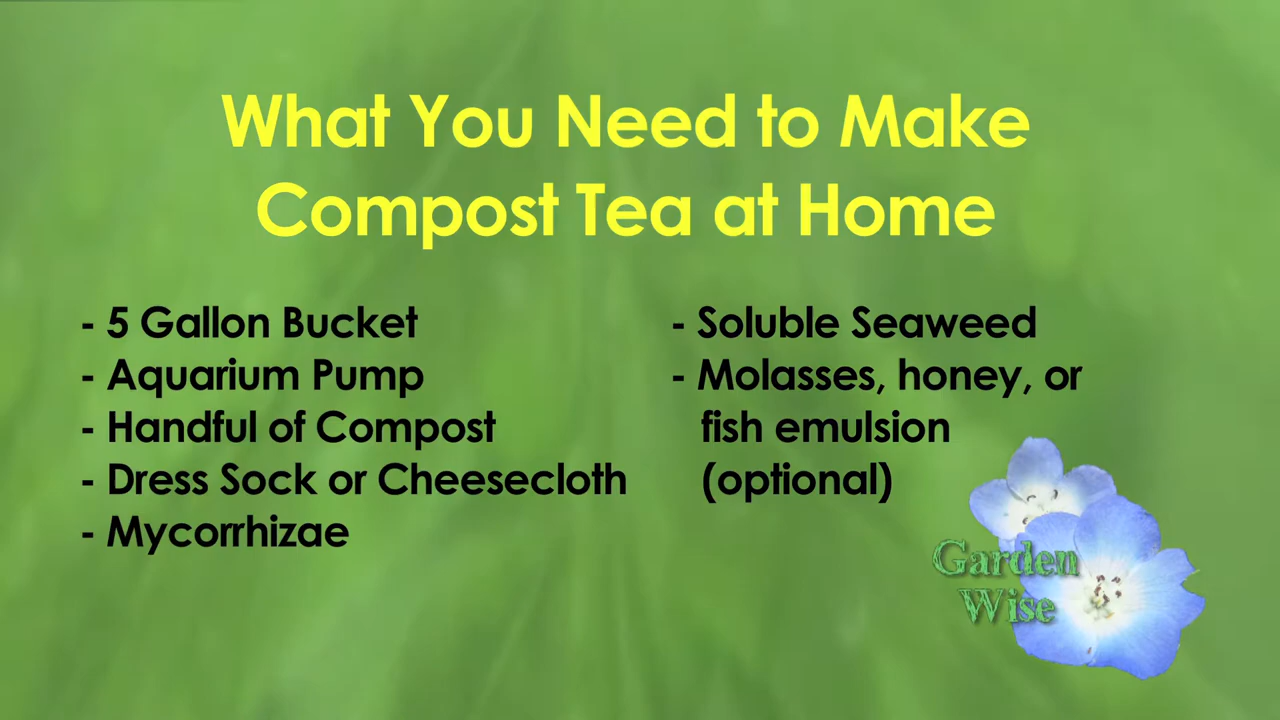 What You Need to Make
Compost Tea at Home
- 5 Gallon Bucket
- Aquarium Pump
- Handful of Compost
- Dress Sock or Cheesecloth
- Mycorrhizae
- Soluble Seaweed
- Molasses, honey, or
fish emulsion
(optional)
Garden
Wise